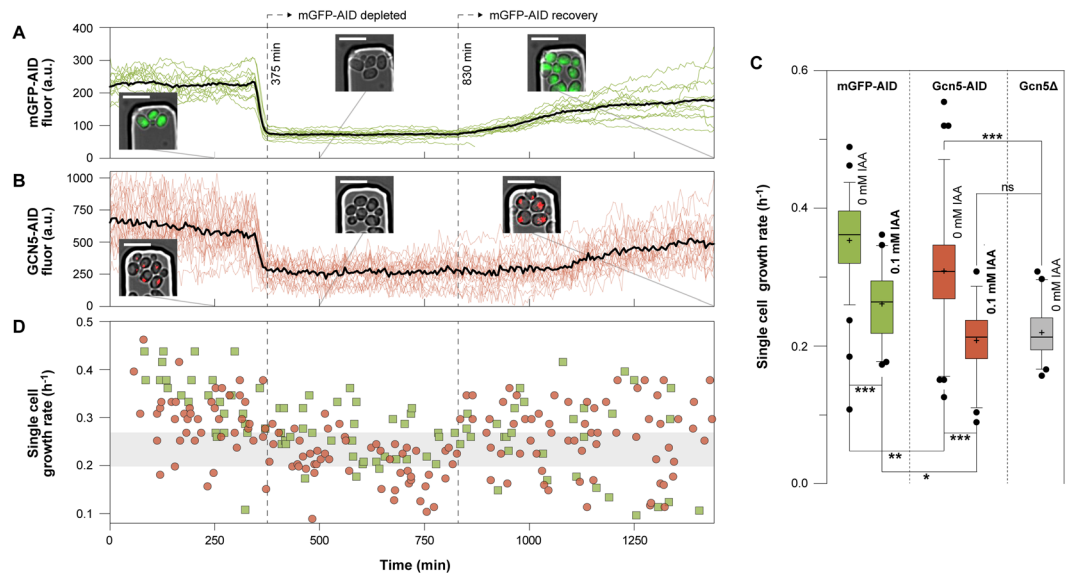 mGFP-AID depleted
mGFP-AID recovery
A
400
300
200
100
0
mGFP-AID
fluor (a.u.)
375 min
830 min
B
1000
750
500
250
0
GCN5-AID
fluor (a.u.)
D
0.5
0.4
0.3
0.2
0.1
Single cell
growth rate (h-1)
0
250
500
750
1000
1250
Time (min)
C
0.6
0.4
0.2
0.0
Single cell growth rate (h-1)
mGFP-AID
Gcn5-AID
Gcn5Δ
0 mM IAA
0.1 mM IAA
0 mM IAA
0.1 mM IAA
0 mM IAA
***
ns
***
***
**
*